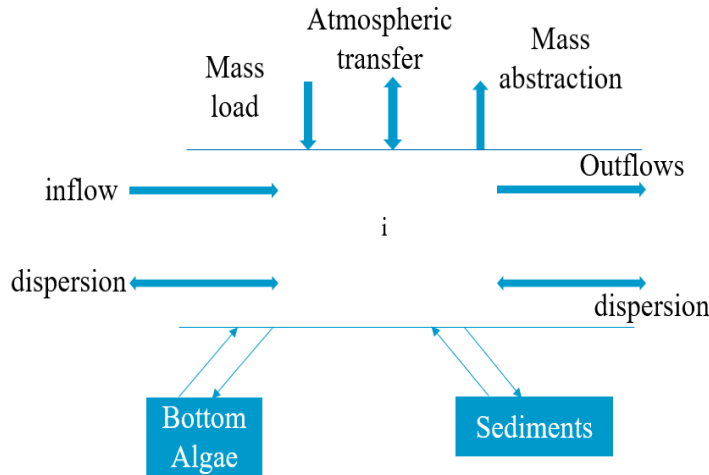 Atmospheric
transfer
Mass
load
Mass
abstraction
inflow
Outflows
i
dispersion
dispersion
Bottom
Algae
Sediments